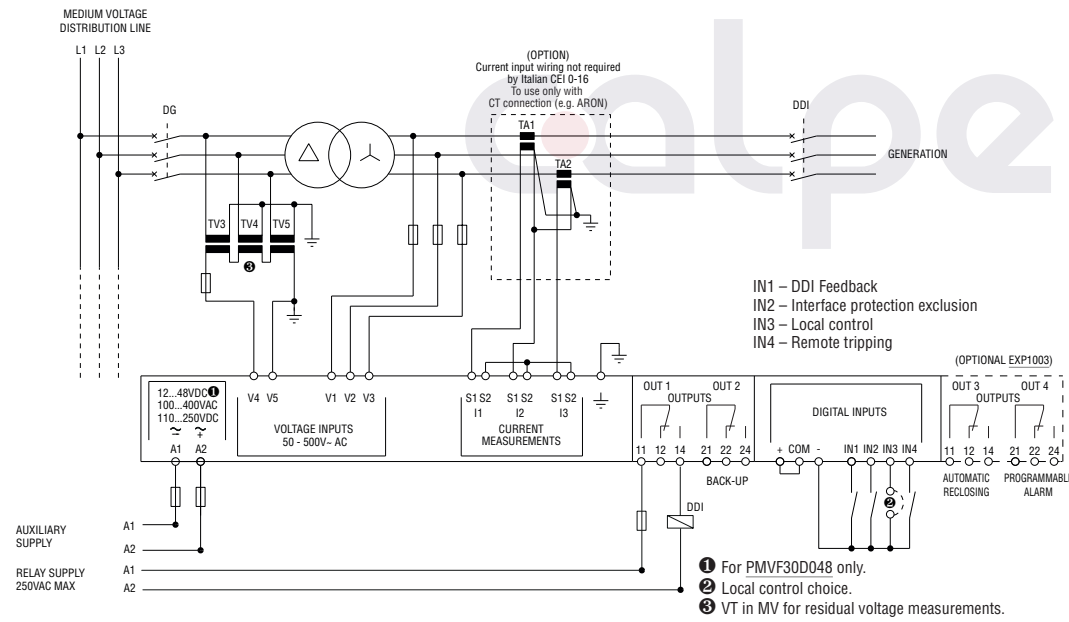 MEDIUM VOLTAGE
DISTRIBUTION LINE
L1 L2 L3
DG
(OPTION)
Current input wiring not required
by Italian CEI 0-16
To use only with
CT connection (e.g. ARON)
TA1
TA2
DDI
GENERATION
calpe
TV3 TV4 TV5
❸
IN1 – DDI Feedback
IN2 – Interface protection exclusion
IN3 – Local control
IN4 – Remote tripping
(OPTIONAL EXP1003)
12...48VDC❶
100...400VAC
110...250VDC
A1 A2
V4 V5 V1 V2 V3
VOLTAGE INPUTS
50 - 500V~ AC
S1 S2 S1 S2 S1 S2
I1 I2 I3
CURRENT
MEASUREMENTS
OUT 1 OUT 2
OUTPUTS
11 12 14 21 22 24
BACK-UP
DIGITAL INPUTS
+ COM - IN1 IN2 IN3 IN4
OUT 3 OUT 4
OUTPUTS
11 12 14 21 22 24
AUTOMATIC
RECLOSING
PROGRAMMABLE
ALARM
❷
DDI
AUXILIARY
SUPPLY
A1
A2
RELAY SUPPLY
250VAC MAX
A1
A2
❶ For PMVF30D048 only.
❷ Local control choice.
❸ VT in MV for residual voltage measurements.